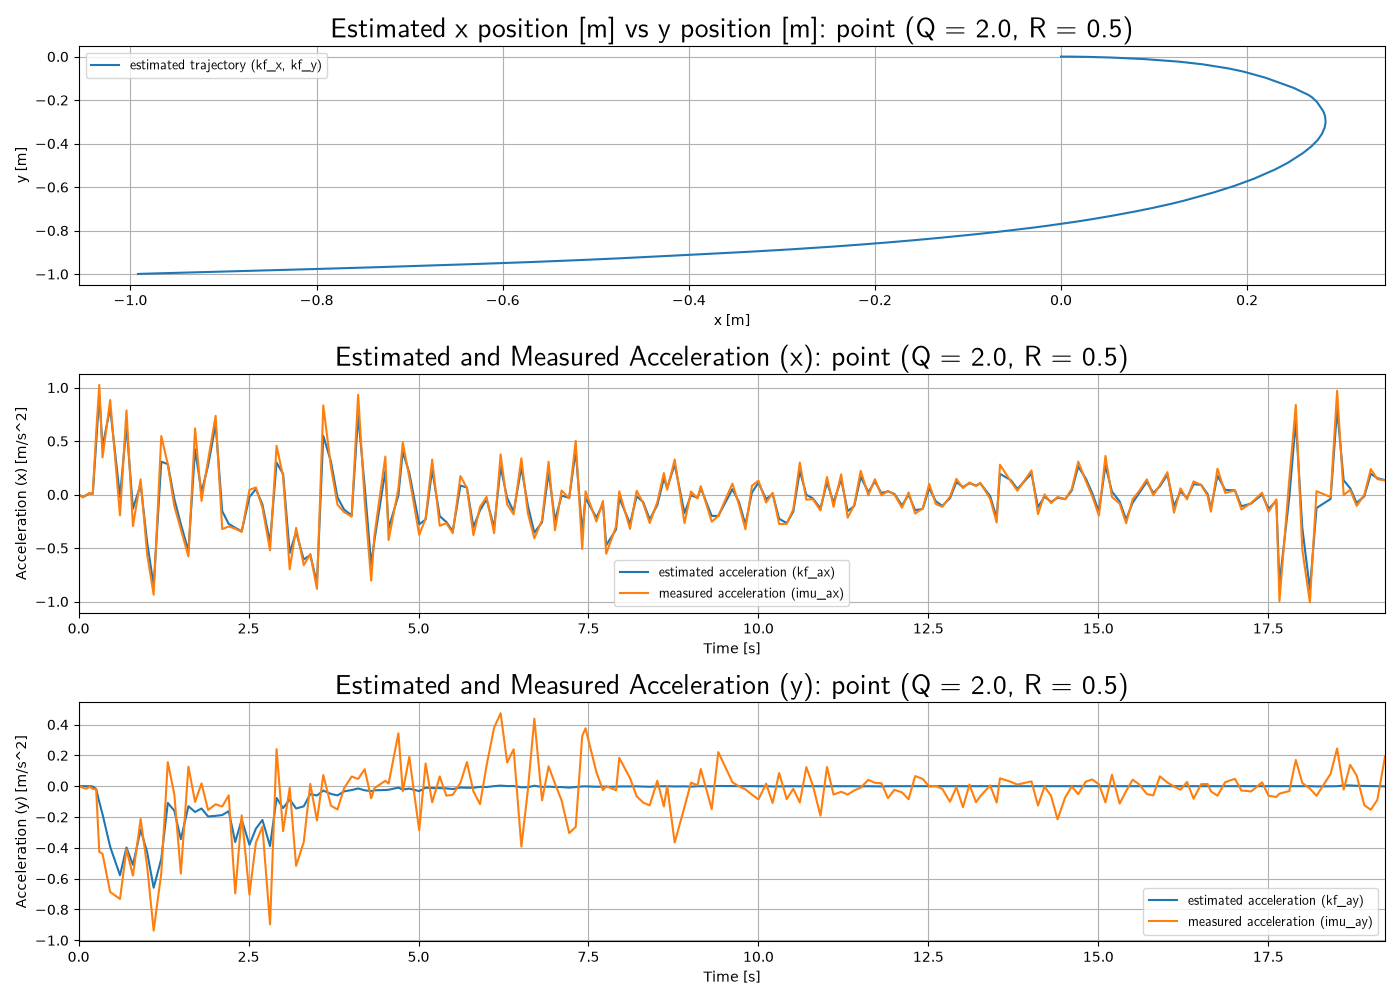 Estimated x position [m] vs y position [m]: point (Q = 2.0, R = 0.5)
estimated trajectory (kf_x, kf_y)
0.0
−0.2
−0.4
−0.6
−0.8
−1.0
y [m]
−1.0 −0.8 −0.6 −0.4 −0.2 0.0 0.2
x [m]
Estimated and Measured Acceleration (x): point (Q = 2.0, R = 0.5)
1.0
0.5
0.0
−0.5
−1.0
Acceleration (x) [m/s^2]
estimated acceleration (kf_ax)
measured acceleration (imu_ax)
0.0 2.5 5.0 7.5 10.0 12.5 15.0 17.5
Time [s]
Estimated and Measured Acceleration (y): point (Q = 2.0, R = 0.5)
0.4
0.2
0.0
−0.2
−0.4
−0.6
−0.8
−1.0
Acceleration (y) [m/s^2]
estimated acceleration (kf_ay)
measured acceleration (imu_ay)
0.0 2.5 5.0 7.5 10.0 12.5 15.0 17.5
Time [s]